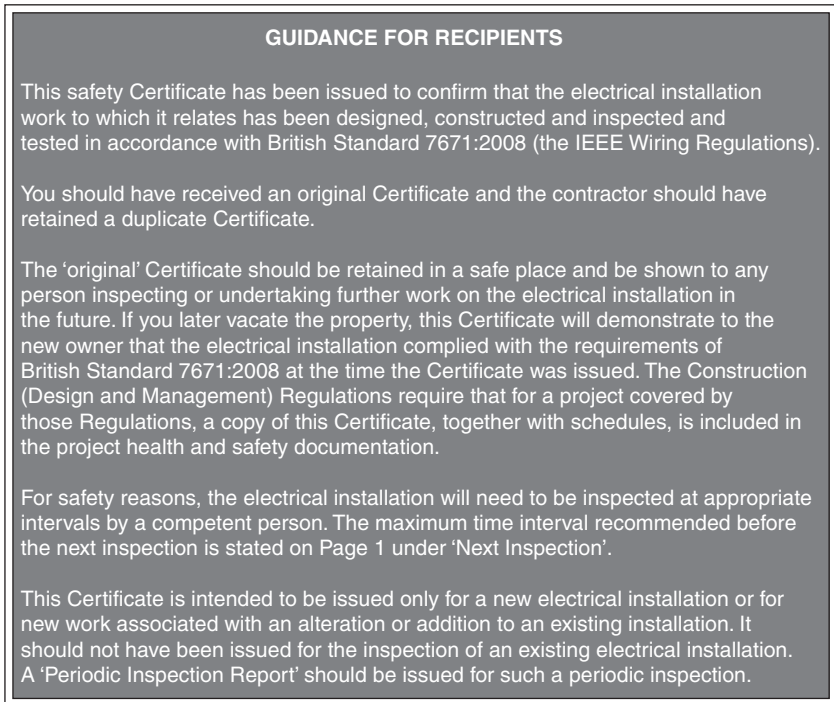 GUIDANCE FOR RECIPIENTS
This safety Certificate has been issued to confirm that the electrical installation
work to which it relates has been designed, constructed and inspected and
tested in accordance with British Standard 7671:2008 (the IEEE Wiring Regulations).
You should have received an original Certificate and the contractor should have
retained a duplicate Certificate.
The ‘original’ Certificate should be retained in a safe place and be shown to any
person inspecting or undertaking further work on the electrical installation in
the future. If you later vacate the property, this Certificate will demonstrate to the
new owner that the electrical installation complied with the requirements of
British Standard 7671:2008 at the time the Certificate was issued. The Construction
(Design and Management) Regulations require that for a project covered by
those Regulations, a copy of this Certificate, together with schedules, is included in
the project health and safety documentation.
For safety reasons, the electrical installation will need to be inspected at appropriate
intervals by a competent person. The maximum time interval recommended before
the next inspection is stated on Page 1 under ‘Next Inspection’.
This Certificate is intended to be issued only for a new electrical installation or for
new work associated with an alteration or addition to an existing installation. It
should not have been issued for the inspection of an existing electrical installation.
A ‘Periodic Inspection Report’ should be issued for such a periodic inspection.